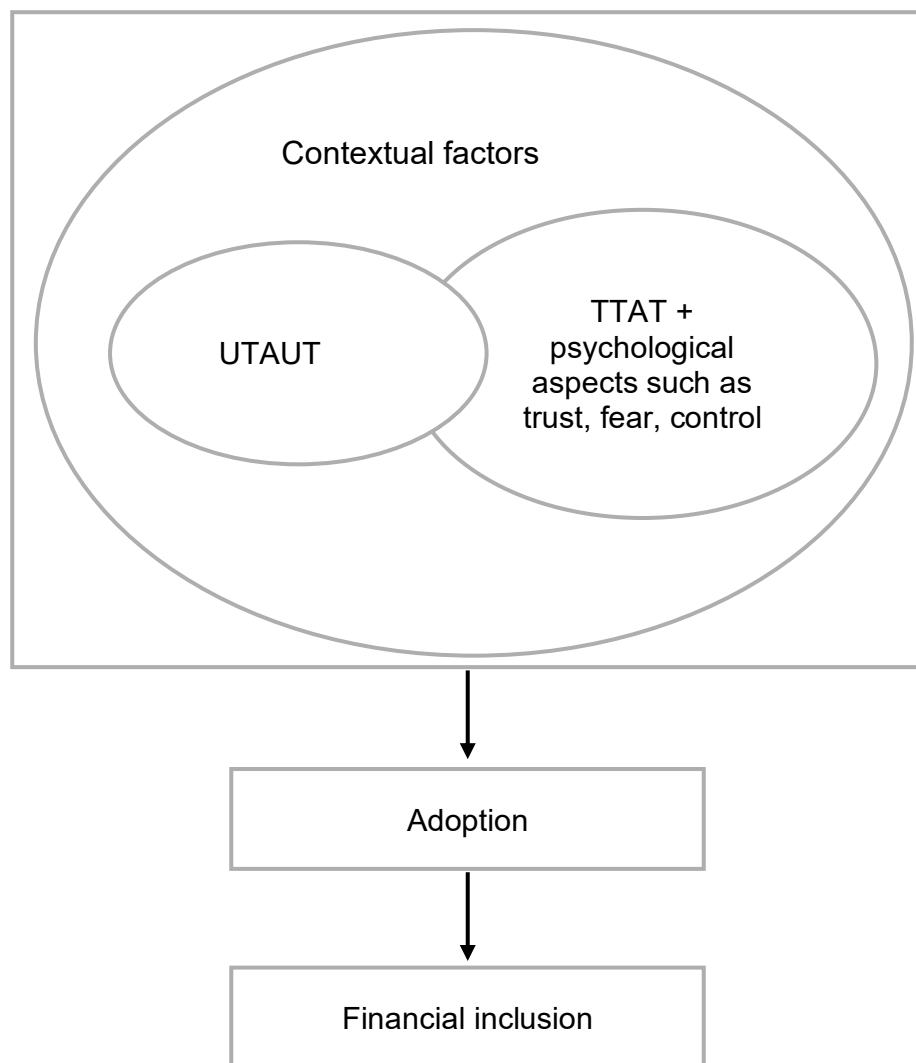 Contextual factors
UTAUT
TTAT +
psychological
aspects such as
trust, fear, control
Adoption
Financial inclusion